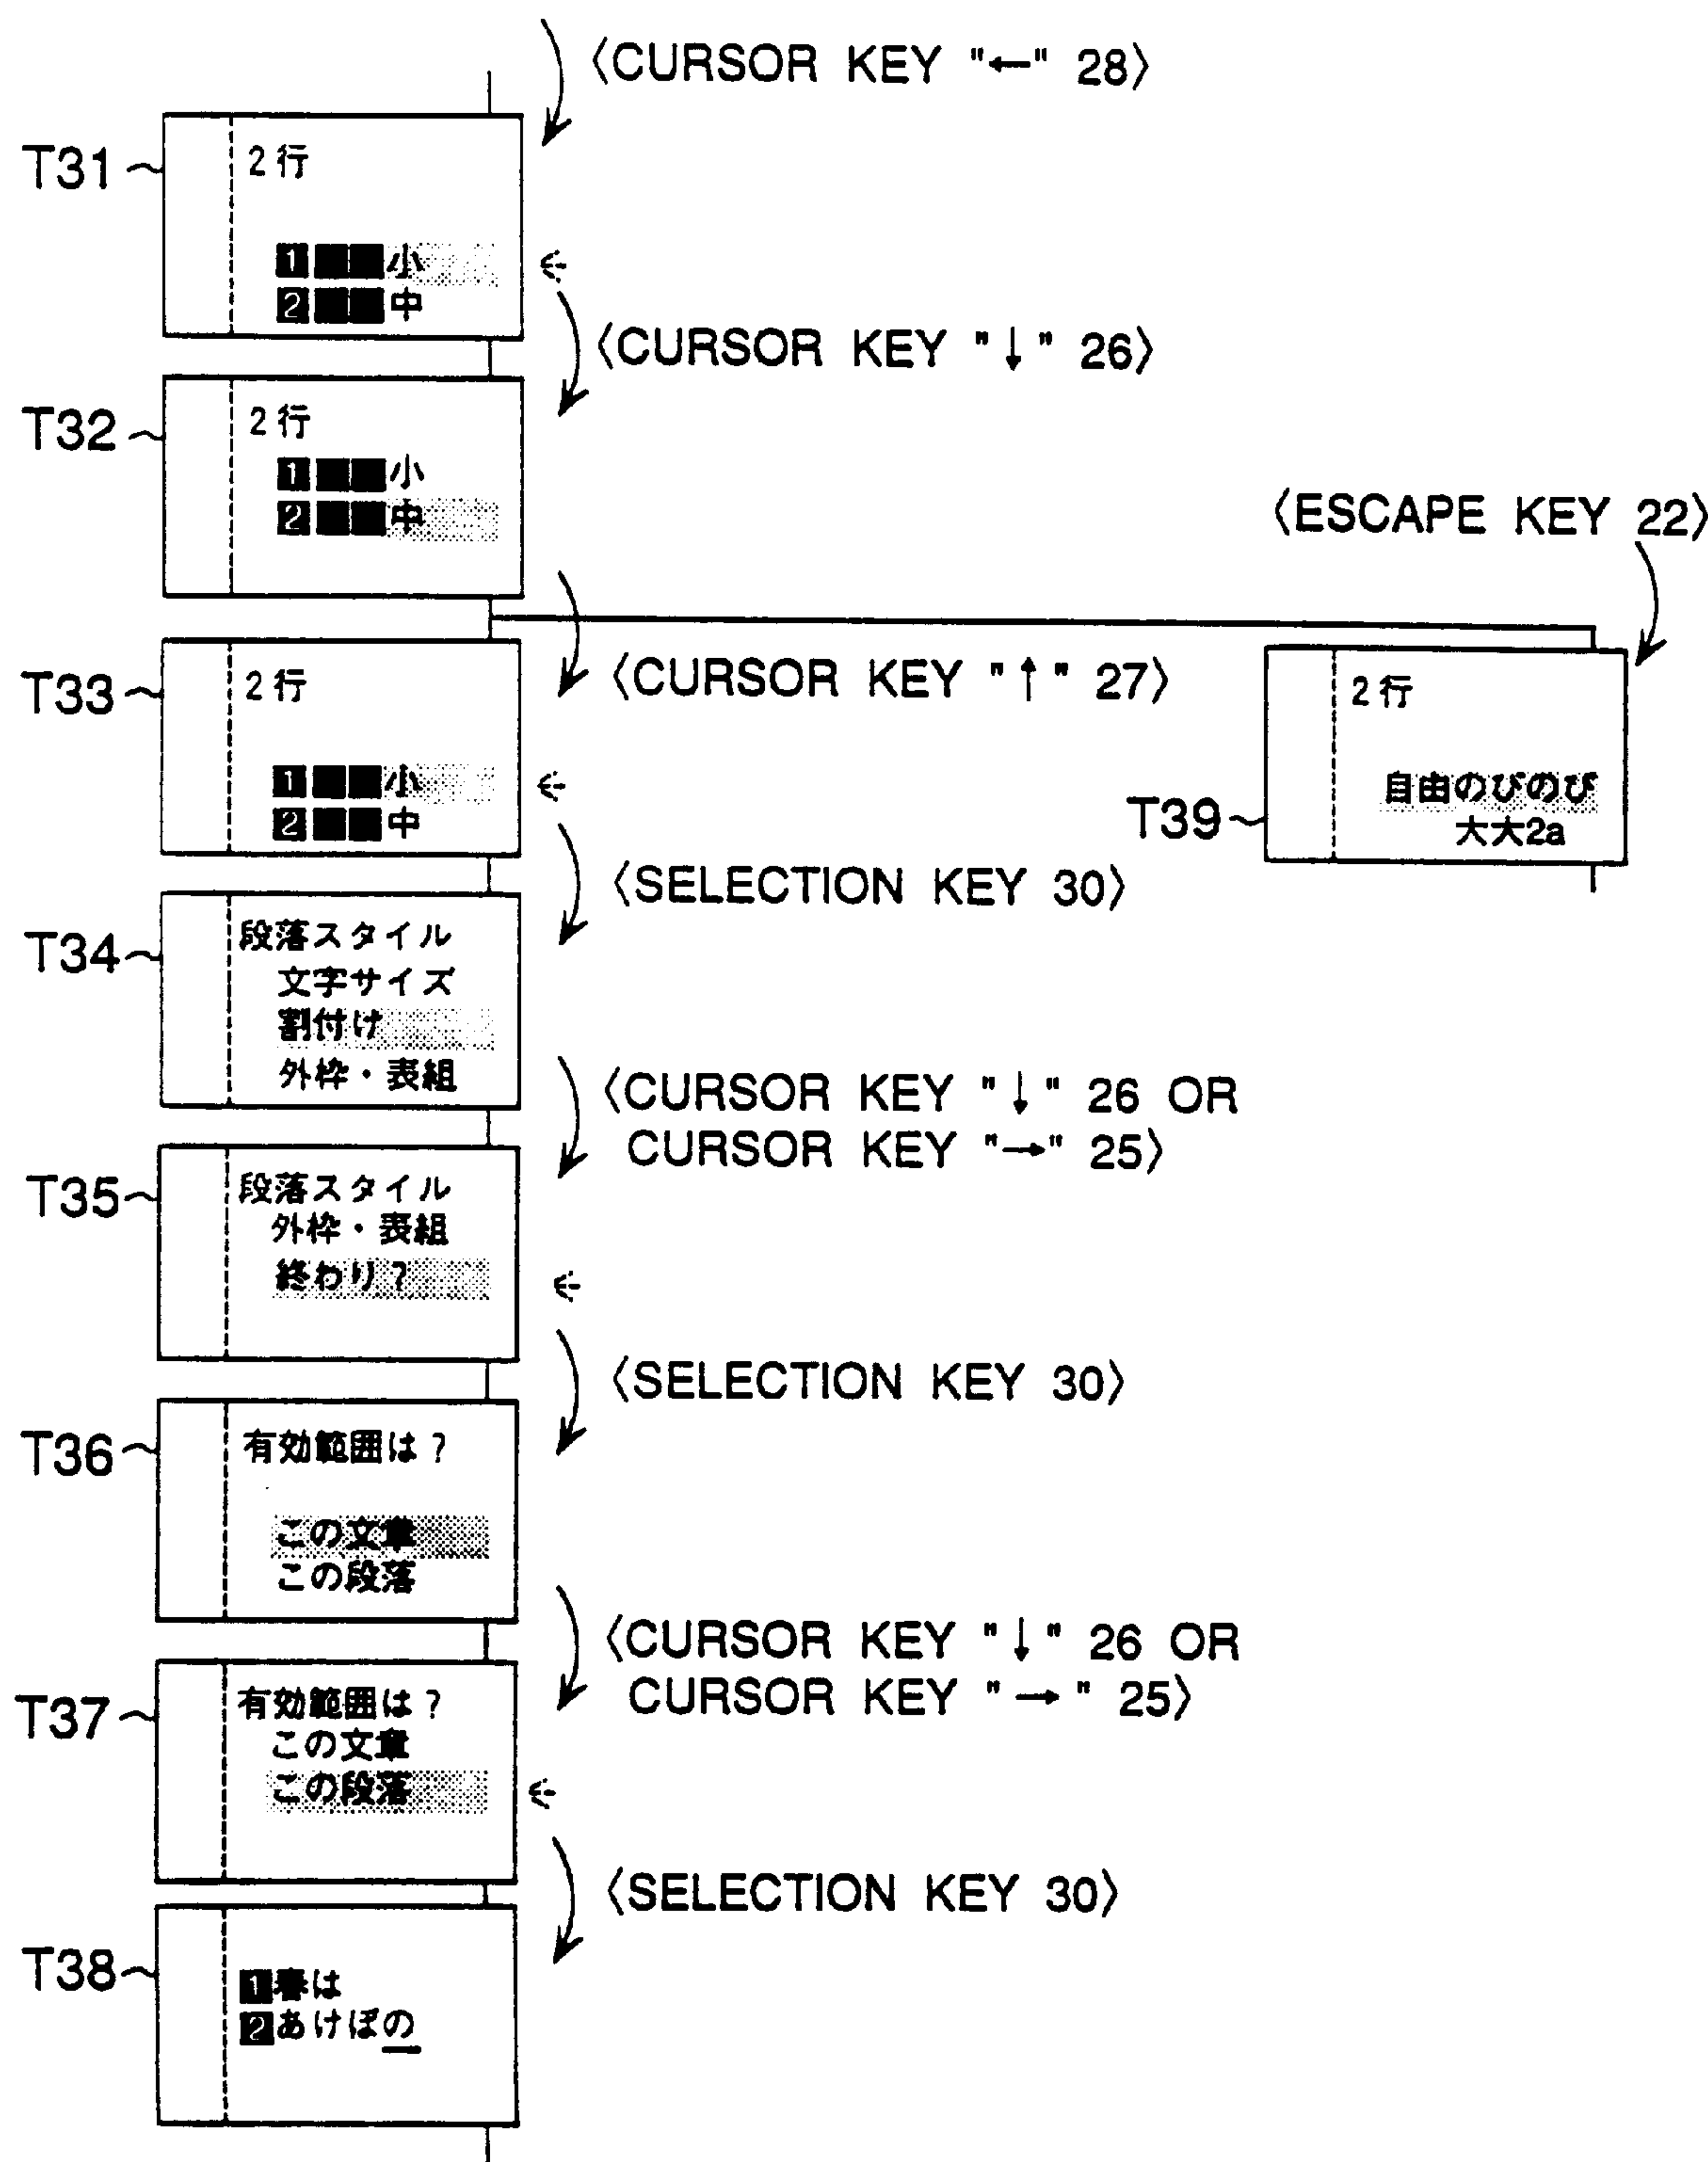 〈CURSOR KEY "←" 28〉
T31
2行
1 ■■小
2 ■■中
〈CURSOR KEY "↓" 26〉
T32
2行
1 ■■小
2 ■■中
〈ESCAPE KEY 22〉
T33
2行
1 ■■小
2 ■■中
〈CURSOR KEY "↑" 27〉
T39
2行
自由のびのび
大大2a
〈SELECTION KEY 30〉
T34
段落スタイル
文字サイズ
割付け
外枠・表組
〈CURSOR KEY "↓" 26 OR
CURSOR KEY "→" 25〉
T35
段落スタイル
外枠・表組
終わり?
〈SELECTION KEY 30〉
T36
有効範囲は?
この文章
この段落
〈CURSOR KEY "↓" 26 OR
CURSOR KEY "→" 25〉
T37
有効範囲は?
この文章
この段落
〈SELECTION KEY 30〉
T38
1春は
2あけぼの